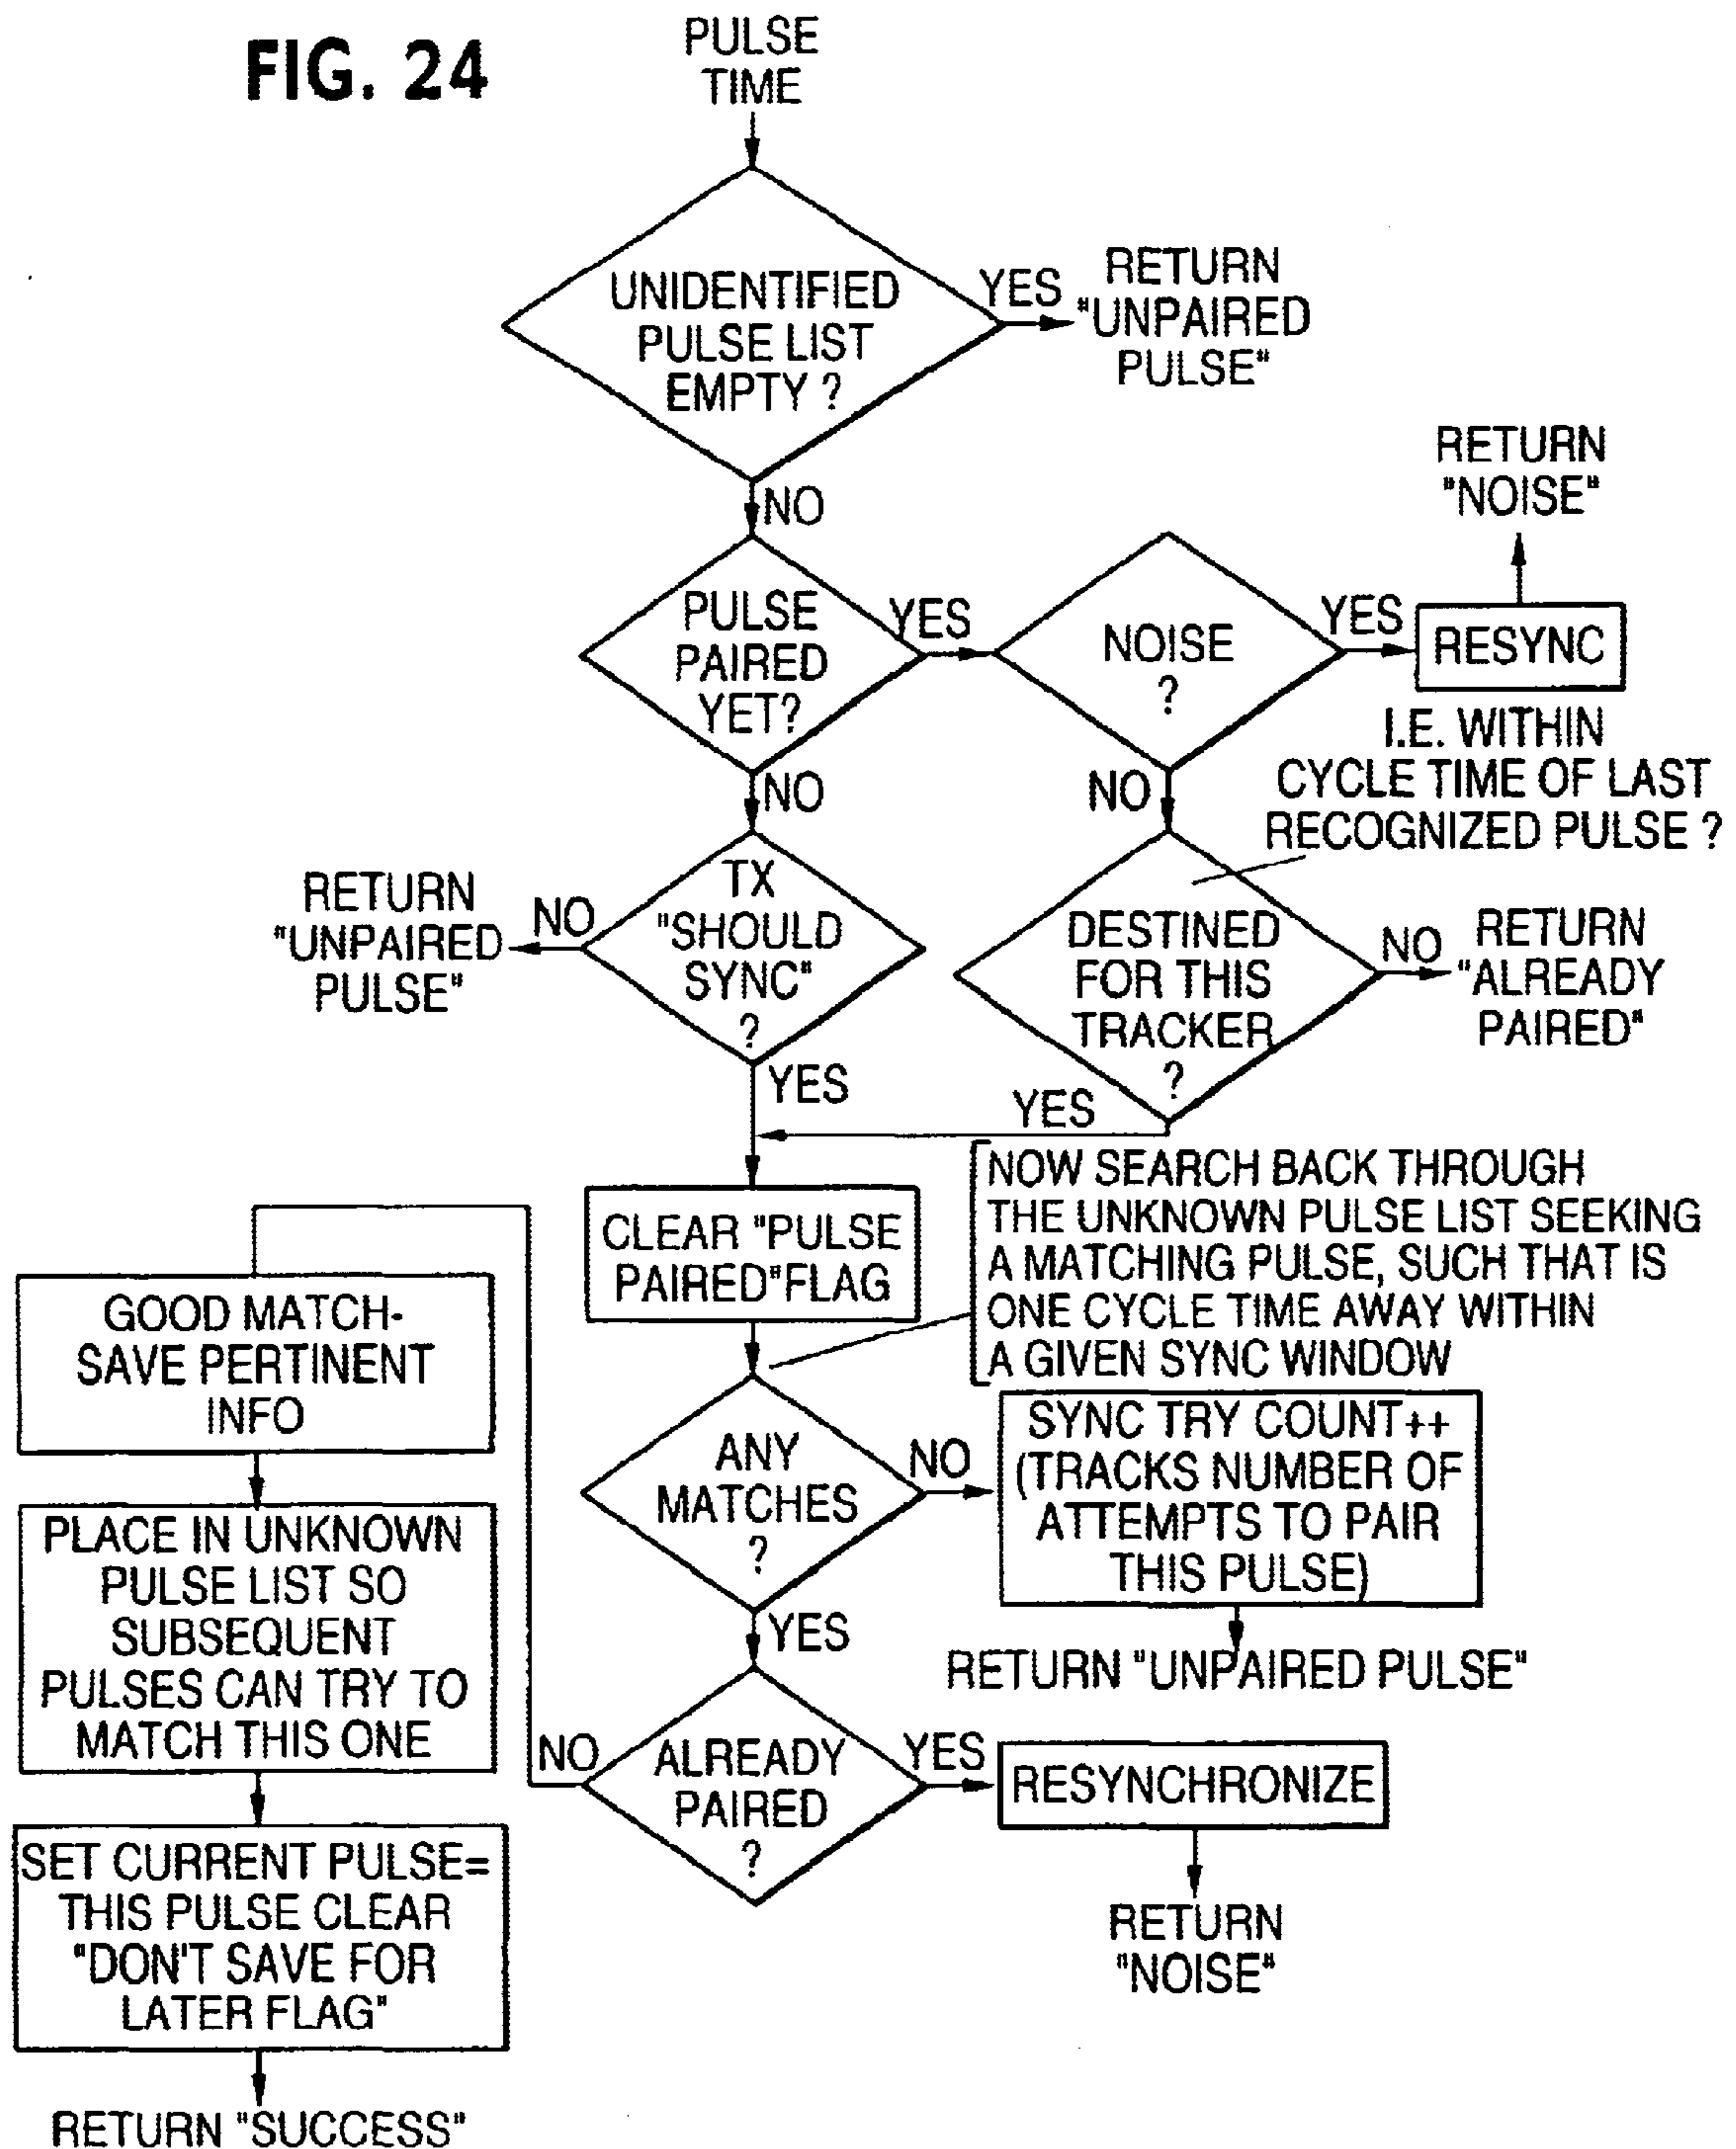 FIG. 24
PULSE
TIME
UNIDENTIFIED
PULSE LIST
EMPTY ?
YES
RETURN
"UNPAIRED
PULSE"
NO
PULSE
PAIRED
YET?
YES
NOISE
?
YES
RESYNC
RETURN
"NOISE"
NO
I.E. WITHIN
CYCLE TIME OF LAST
RECOGNIZED PULSE ?
NO
TX
"SHOULD
SYNC"
?
NO
RETURN
"UNPAIRED
PULSE"
DESTINED
FOR THIS
TRACKER
?
NO
RETURN
"ALREADY
PAIRED"
YES
YES
CLEAR "PULSE
PAIRED"FLAG
NOW SEARCH BACK THROUGH
THE UNKNOWN PULSE LIST SEEKING
A MATCHING PULSE, SUCH THAT IS
ONE CYCLE TIME AWAY WITHIN
A GIVEN SYNC WINDOW
ANY
MATCHES
?
NO
SYNC TRY COUNT++
(TRACKS NUMBER OF
ATTEMPTS TO PAIR
THIS PULSE)
RETURN "UNPAIRED PULSE"
YES
ALREADY
PAIRED
?
YES
RESYNCHRONIZE
RETURN
"NOISE"
NO
GOOD MATCH-
SAVE PERTINENT
INFO
PLACE IN UNKNOWN
PULSE LIST SO
SUBSEQUENT
PULSES CAN TRY TO
MATCH THIS ONE
SET CURRENT PULSE=
THIS PULSE CLEAR
"DON'T SAVE FOR
LATER FLAG"
RETURN "SUCCESS"